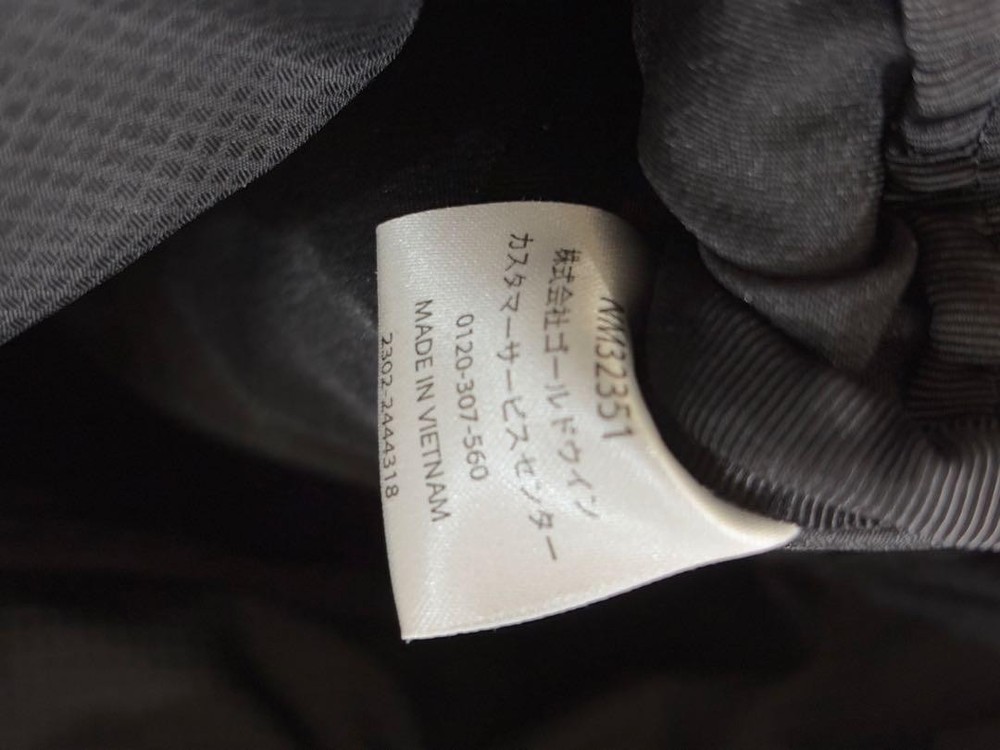 NM32351
株式会社ゴールドウイン
カスタマーサービスセンター
0120-307-560
MADE IN VIETNAM
2302-2444318